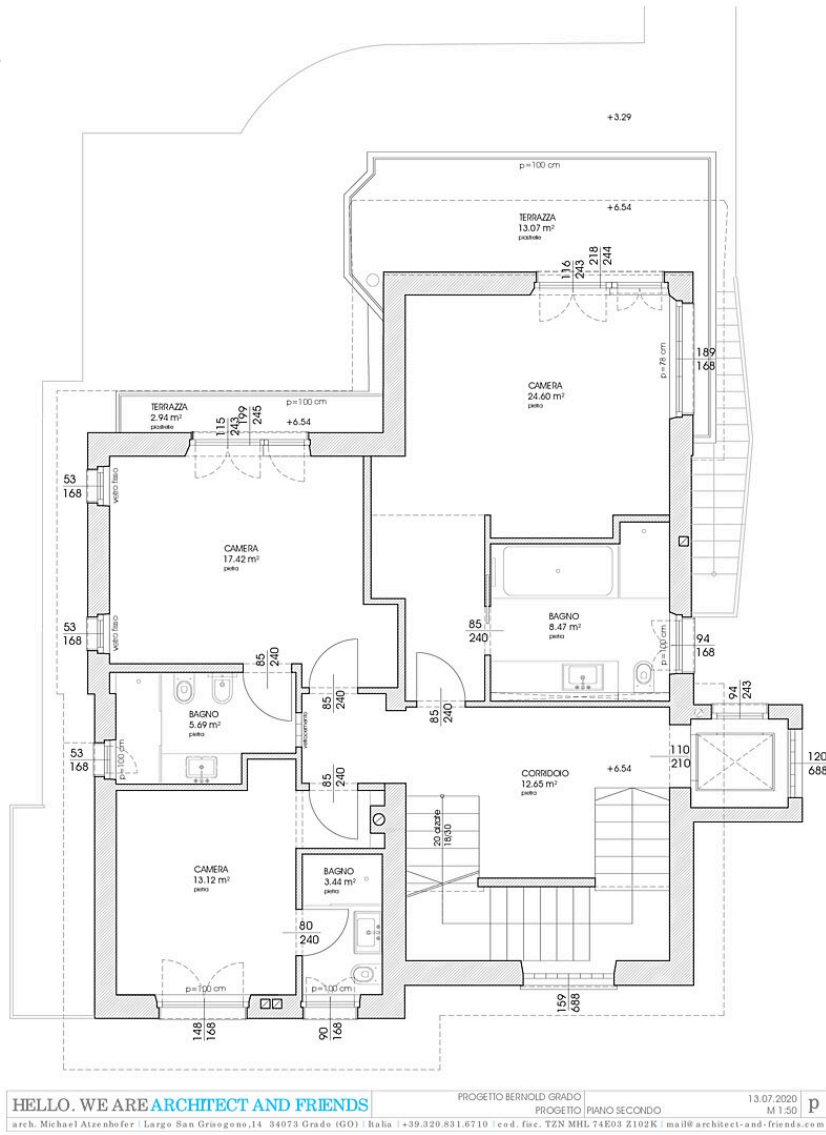 +3.29
p=100 cm
+6.54
TERRAZZA
13.07 m²
piastrelle
116
243
218
244
189
168
p=78 cm
CAMERA
24.60 m²
pietra
TERRAZZA
2.94 m²
piastrelle
p=100 cm
+6.54
115
243
199
245
53
168
vetro fisso
CAMERA
17.42 m²
pietra
53
168
vetro fisso
85
240
BAGNO
8.47 m²
pietra
p=100 cm
94
168
85
240
85
240
85
240
94
243
BAGNO
5.69 m²
pietra
53
168
p=100 cm
110
210
120
688
CORRIDOIO
12.65 m²
pietra
+6.54
85
240
20 alzate
18/30
CAMERA
13.12 m²
pietra
BAGNO
3.44 m²
pietra
80
240
p=100 cm
p=100 cm
148
168
90
168
159
688
HELLO. WE ARE ARCHITECT AND FRIENDS
PROGETTO BERNOLD GRADO
PROGETTO PIANO SECONDO
13.07.2020
M 1:50
p
arch. Michael Atzenhofer | Largo San Grisogono,14 34073 Grado (GO) | Italia | +39.320.831.6710 | cod. fisc. TZN MHL 74E03 Z102K | mail@architect-and-friends.com